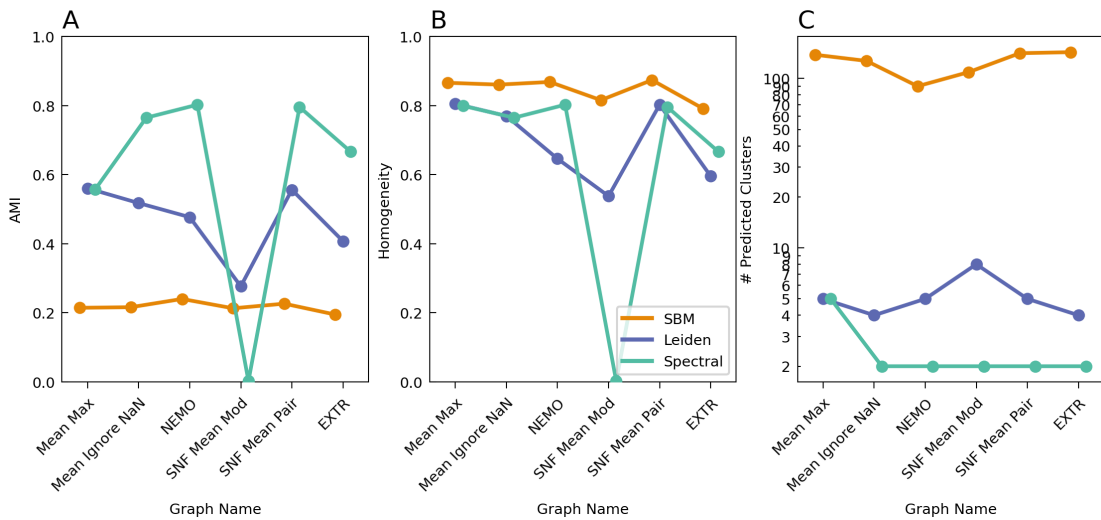 A
1.0
0.8
0.6
0.4
0.2
0.0
AMI
Mean Max
Mean Ignore NaN
NEMO
SNF Mean Mod
SNF Mean Pair
EXTR
Graph Name
B
1.0
0.8
0.6
0.4
0.2
0.0
Homogeneity
SBM
Leiden
Spectral
Mean Max
Mean Ignore NaN
NEMO
SNF Mean Mod
SNF Mean Pair
EXTR
Graph Name
C
100
90
80
70
60
50
40
30
20
10
9
8
7
6
5
4
3
2
# Predicted Clusters
Mean Max
Mean Ignore NaN
NEMO
SNF Mean Mod
SNF Mean Pair
EXTR
Graph Name